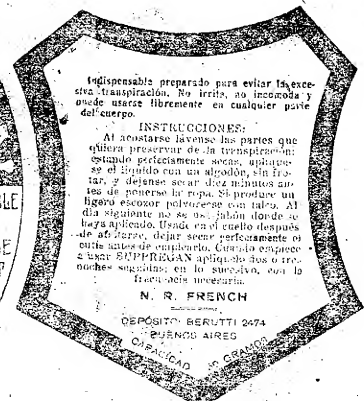 Indispensable preparado para evitar la exce-
siva transpiración. No irrita, no incomoda y
puede usarse libremente en cualquier parte
del cuerpo.
INSTRUCCIONES:
Al acostarse lávense las partes que
quiera preservar de la transpiración;
estando perfectamente secas, aplique-
se el líquido con un algodón, sin fro-
tar, y déjense secar diez minutos an-
tes de ponerse la ropa. Si produce un
ligero escozor polvorearse con talco. Al
día siguiente no se use jabón donde se
haya aplicado. Usado en el cuello después
de afeitarse, dejar secar perfectamente el
cutis antes de emplearlo. Cuando empiece
a usar SUPPREGAN aplíquelo dos o tres
noches seguidas; en lo sucesivo, con la
frecuencia necesaria.
N. R. FRENCH
DEPÓSITO: BERUTTI 2474
BUENOS AIRES
CAPACIDAD GRAMOS